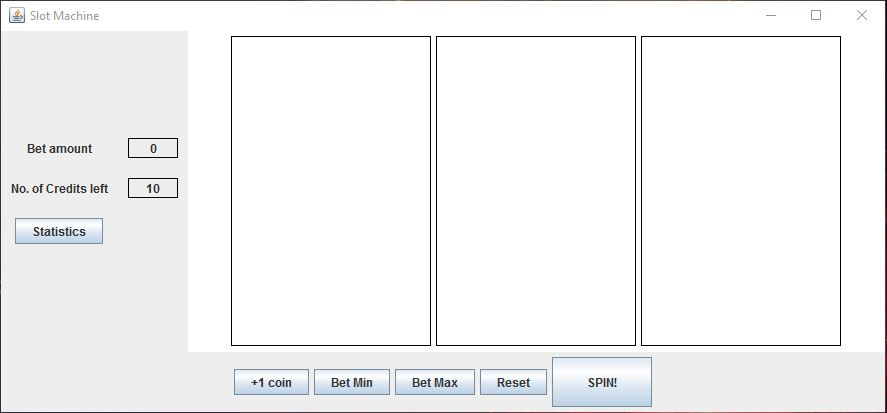 Slot Machine
Bet amount 0
No. of Credits left 10
Statistics
+1 coin Bet Min Bet Max Reset SPIN!